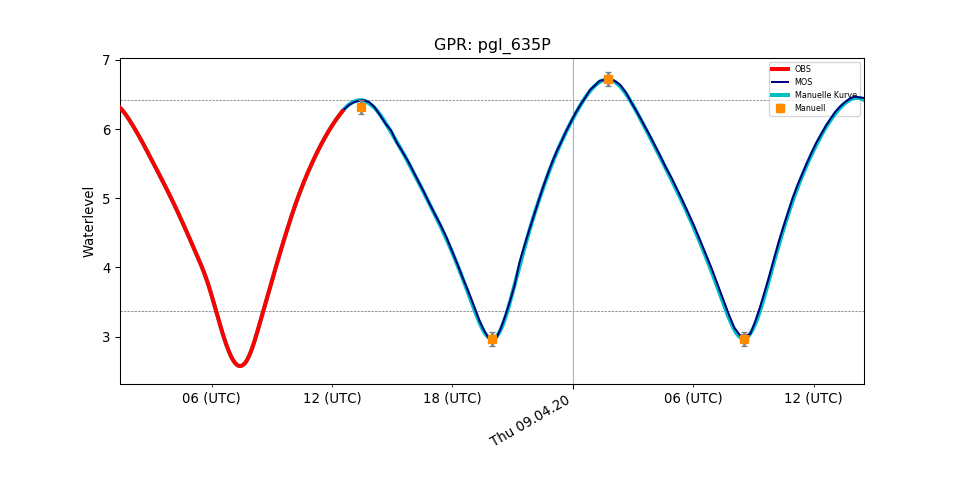 GPR: pgl_635P
7
6
5
4
3
Waterlevel
OBS
MOS
Manuelle Kurve
Manuell
06 (UTC)
12 (UTC)
18 (UTC)
Thu 09.04.20
06 (UTC)
12 (UTC)